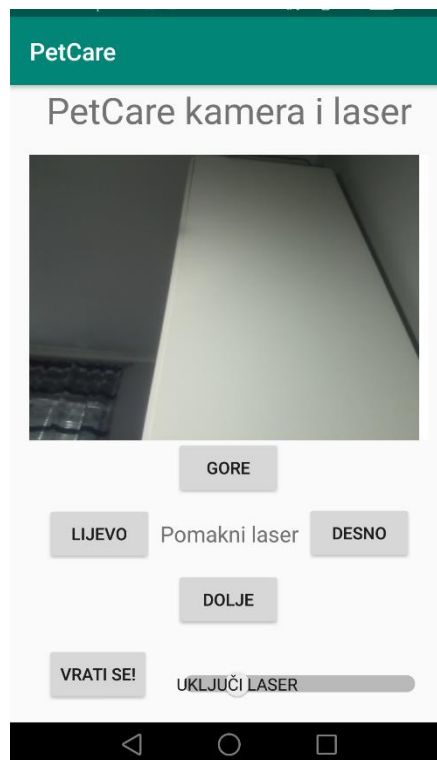 PetCare
PetCare kamera i laser
GORE
LIJEVO
Pomakni laser
DESNO
DOLJE
VRATI SE!
UKLJUČI LASER